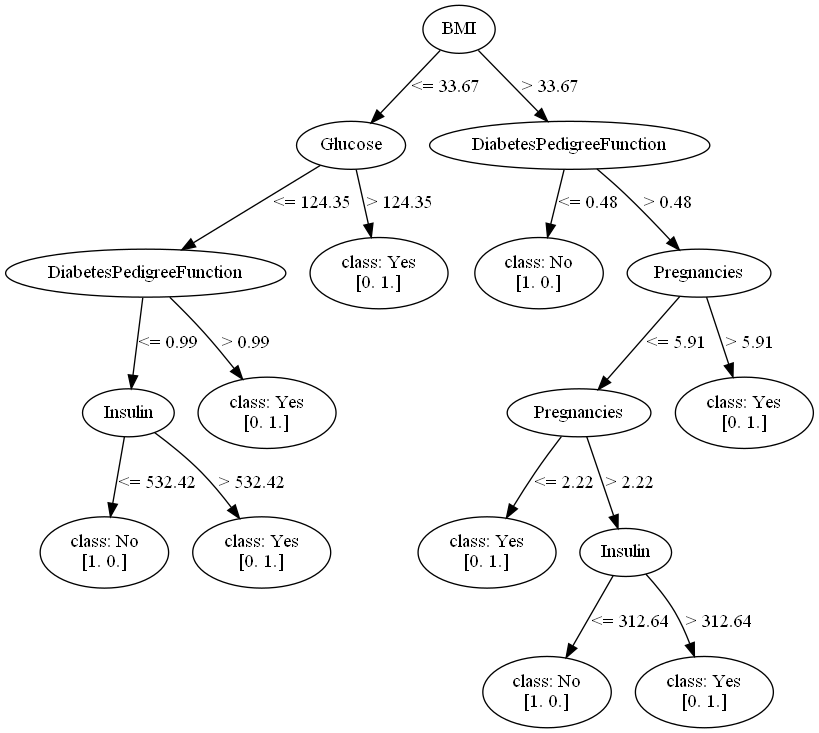 BMI
<= 33.67
> 33.67
Glucose
DiabetesPedigreeFunction
<= 124.35
> 124.35
<= 0.48
> 0.48
DiabetesPedigreeFunction
class: Yes
[0. 1.]
class: No
[1. 0.]
Pregnancies
<= 0.99
> 0.99
<= 5.91
> 5.91
Insulin
class: Yes
[0. 1.]
Pregnancies
class: Yes
[0. 1.]
<= 532.42
> 532.42
<= 2.22
> 2.22
class: No
[1. 0.]
class: Yes
[0. 1.]
class: Yes
[0. 1.]
Insulin
<= 312.64
> 312.64
class: No
[1. 0.]
class: Yes
[0. 1.]